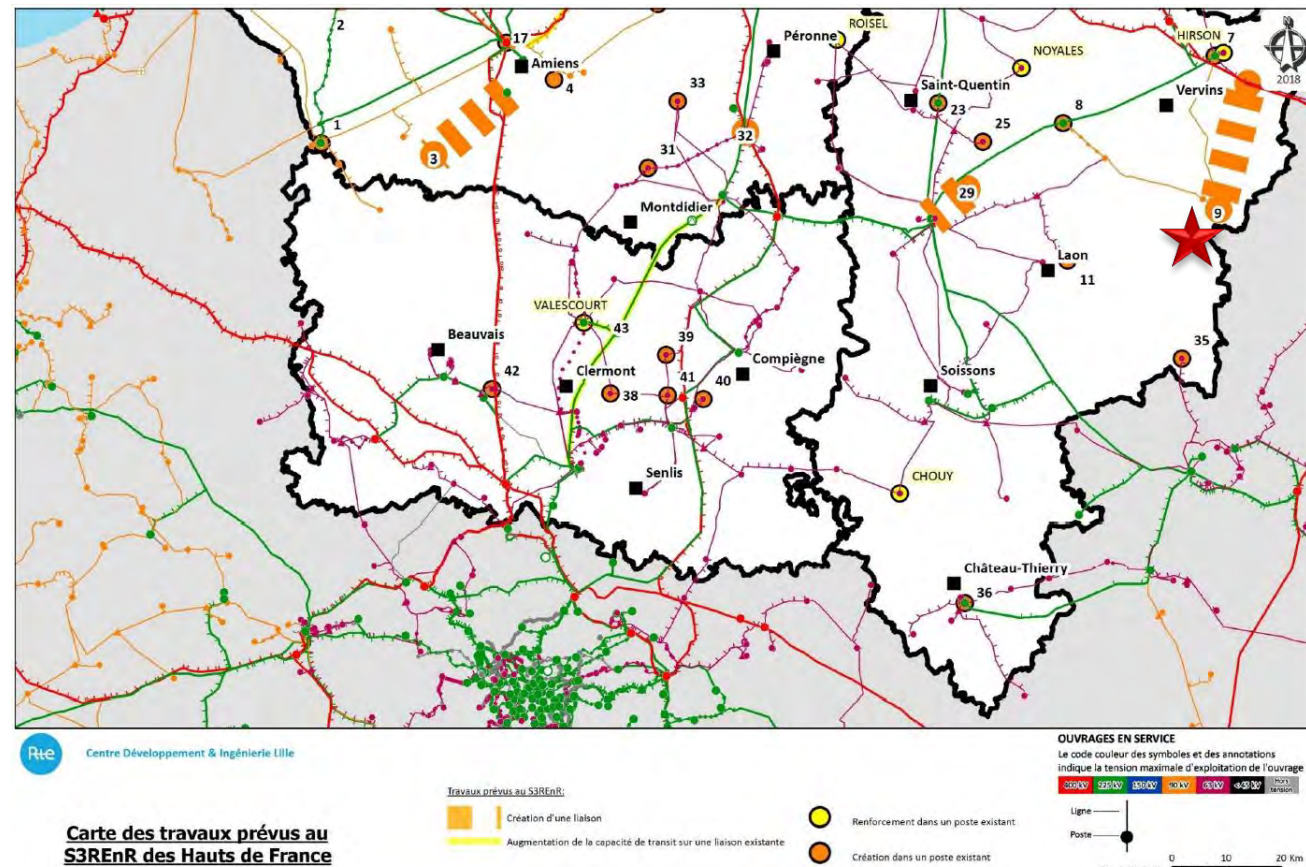 ROISEL
2
17
Péronne
HIRSON
7
NOYALES
Amiens
2018
4
33
Saint-Quentin
23
Vervins
8
1
32
25
3
31
29
9
Montdidier
Laon
11
VALESCOURT
43
Beauvais
39
35
Compiègne
42
Clermont
41
40
Soissons
38
Senlis
CHOUY
Château-Thierry
36
Rte
Centre Développement & Ingénierie Lille
OUVRAGES EN SERVICE
Le code couleur des symboles et des annotations
indique la tension maximale d'exploitation de l'ouvrage
400 kV 225 kV 150 kV 90 kV 63 kV <45 kV Hors tension
Travaux prévus au S3REnR:
Création d'une liaison
Renforcement dans un poste existant
Ligne
Augmentation de la capacité de transit sur une liaison existante
Poste
Carte des travaux prévus au
S3REnR des Hauts de France
Création dans un poste existant
0 10 20 Km